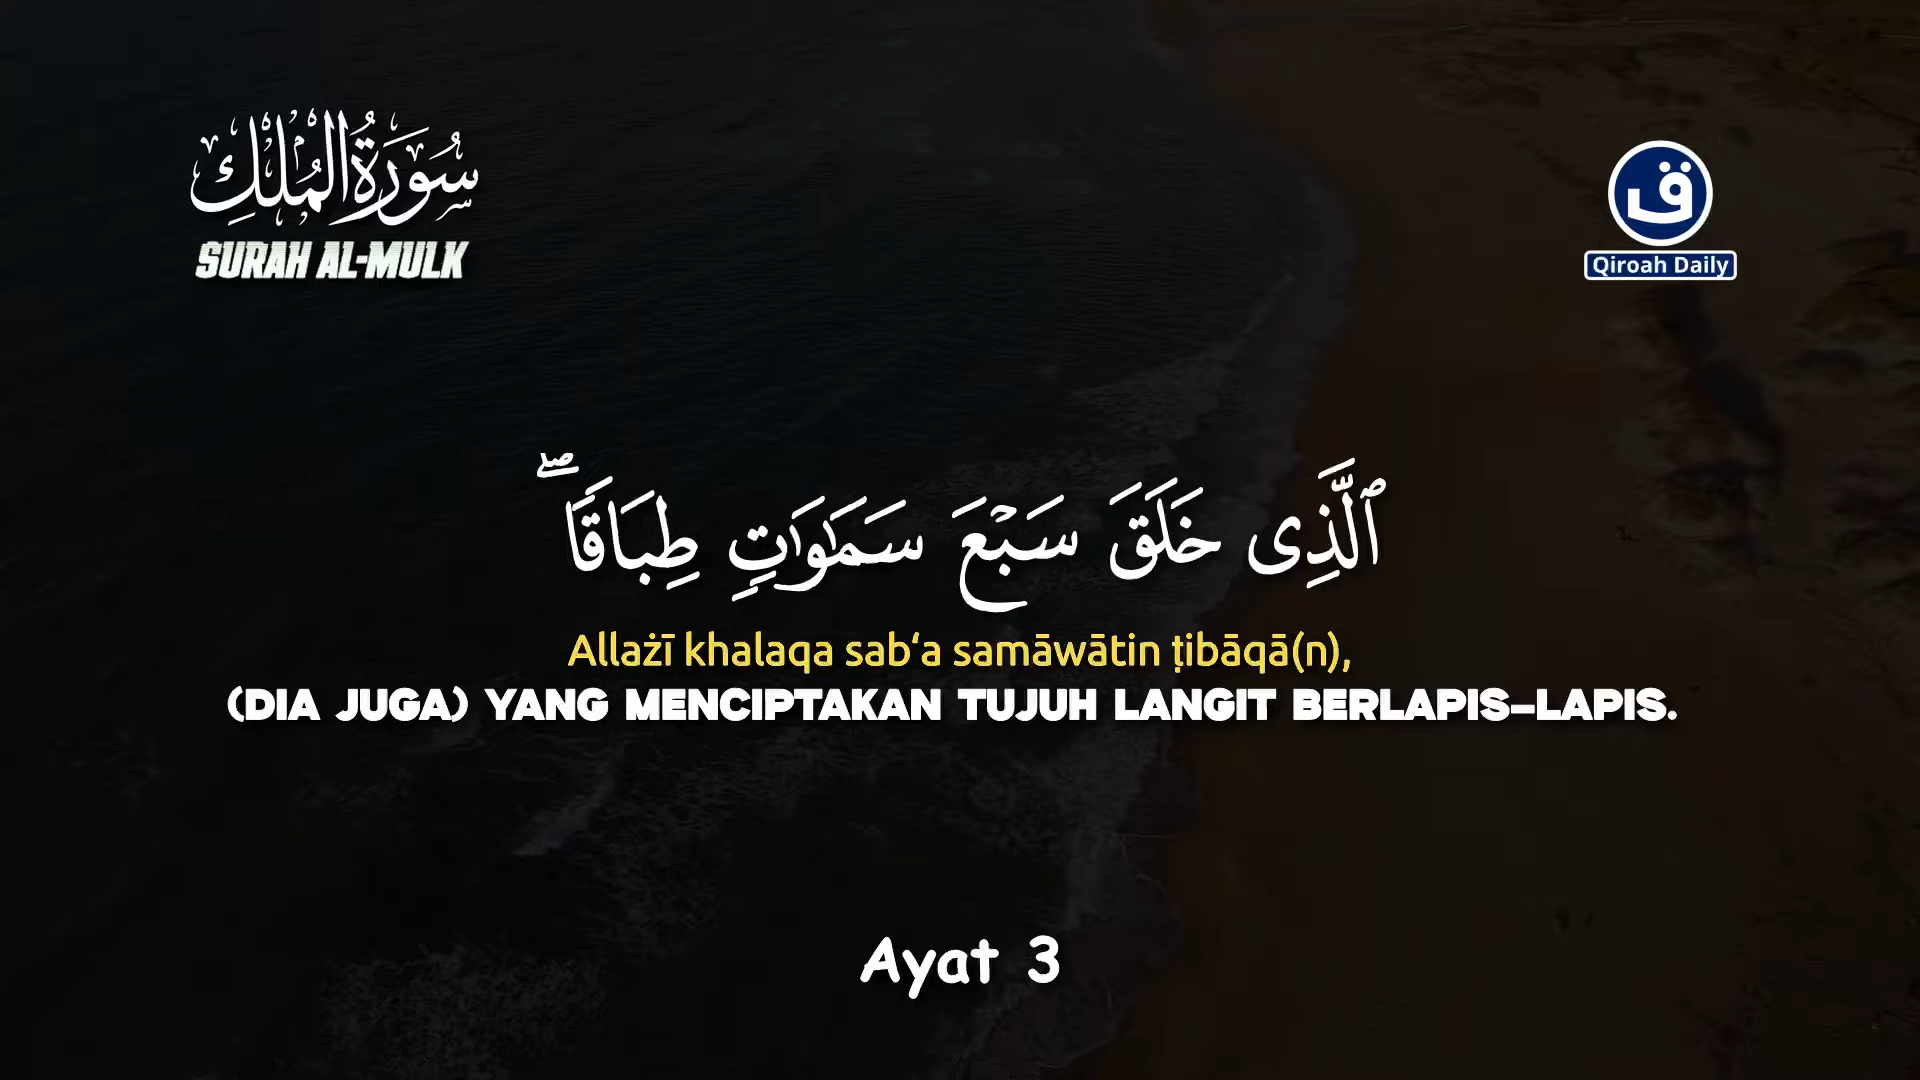 سُورَةُ الْمُلْكِ
SURAH AL-MULK
ق
Qiroah Daily
ٱلَّذِى خَلَقَ سَبْعَ سَمَٰوَٰتٍ طِبَاقًا ۖ
Allażī khalaqa sab‘a samāwātin ṭibāqā(n),
(DIA JUGA) YANG MENCIPTAKAN TUJUH LANGIT BERLAPIS-LAPIS.
Ayat 3